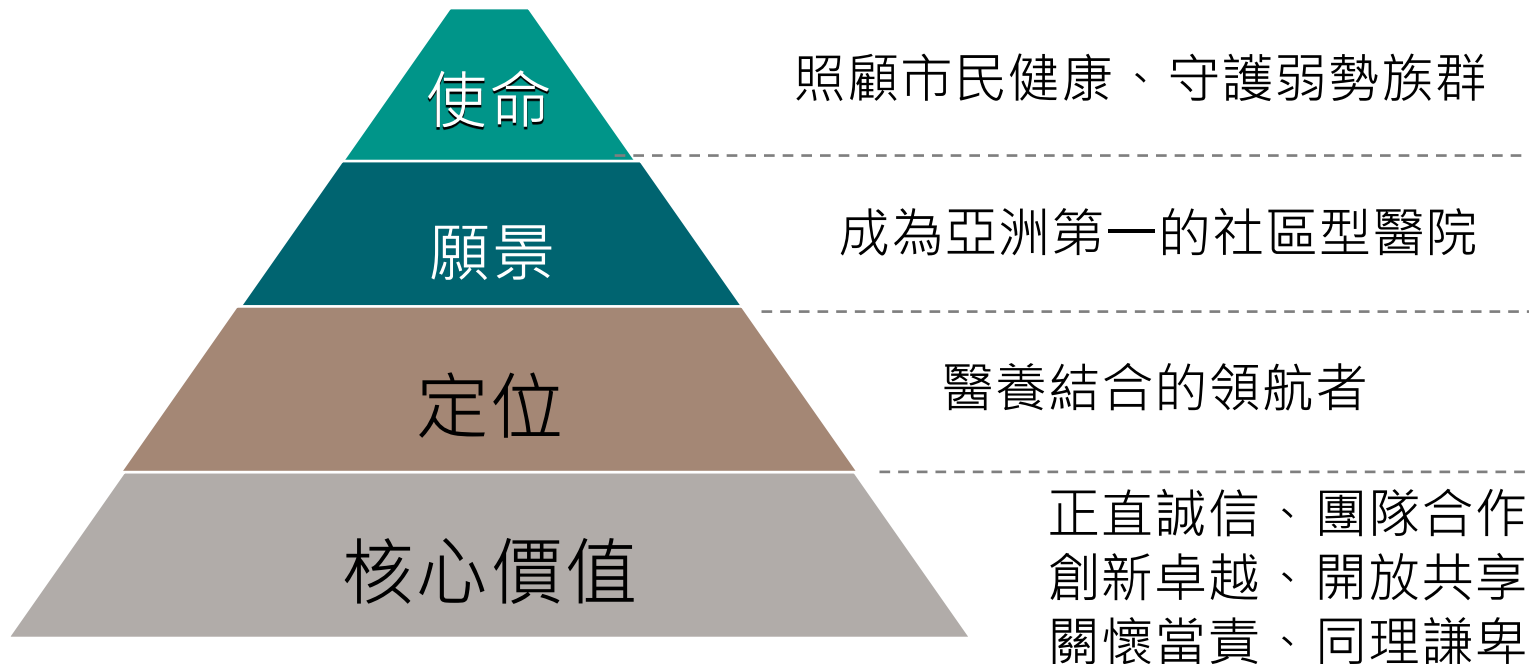 使命
照顧市民健康、守護弱勢族群
願景
成為亞洲第一的社區型醫院
定位
醫養結合的領航者
核心價值
正直誠信、團隊合作
創新卓越、開放共享
關懷當責、同理謙卑